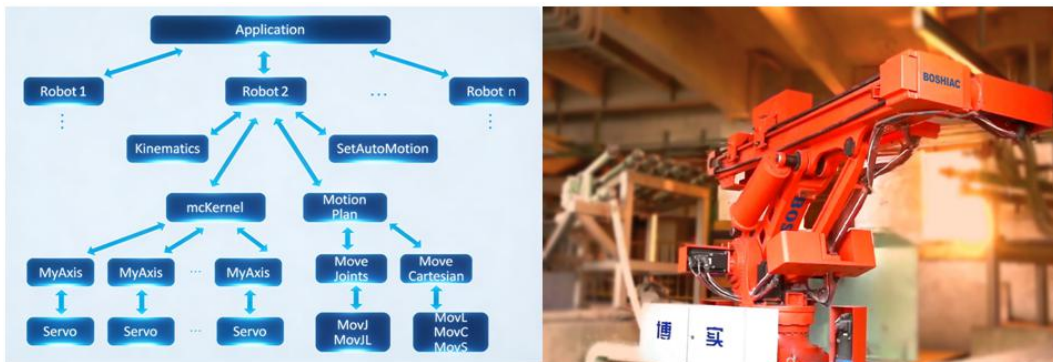 Application
Robot 1
Robot 2
...
Robot n
Kinematics
SetAutoMotion
mcKernel
Motion
Plan
MyAxis
MyAxis
...
MyAxis
Move
Joints
Move
Cartesian
Servo
Servo
...
Servo
MovJ
MovJL
MovL
MovC
MovS
BOSHIAC
BOS
博 实